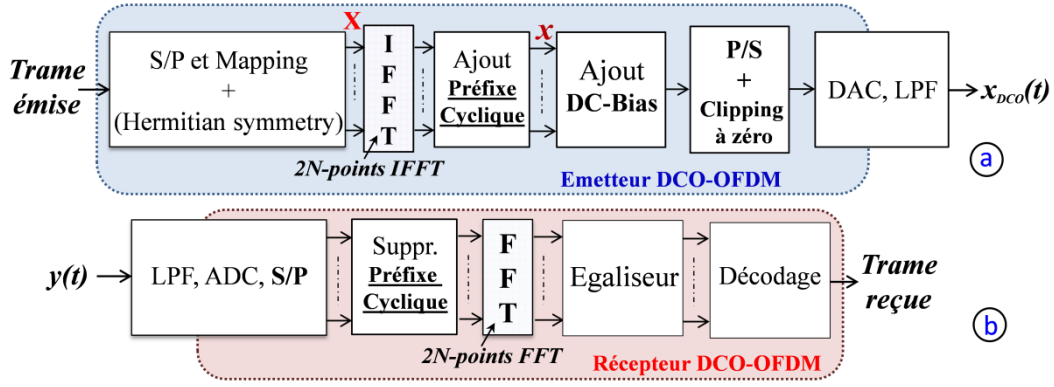 Trame
émise
S/P et Mapping
+
(Hermitian symmetry)
X
I
F
F
T
2N-points IFFT
Ajout
Préfixe
Cyclique
x
Ajout
DC-Bias
P/S
+
Clipping
à zéro
DAC, LPF
x_DCO(t)
Emetteur DCO-OFDM
a
y(t)
LPF, ADC, S/P
Suppr.
Préfixe
Cyclique
F
F
T
2N-points FFT
Egaliseur
Décodage
Trame
reçue
Récepteur DCO-OFDM
b